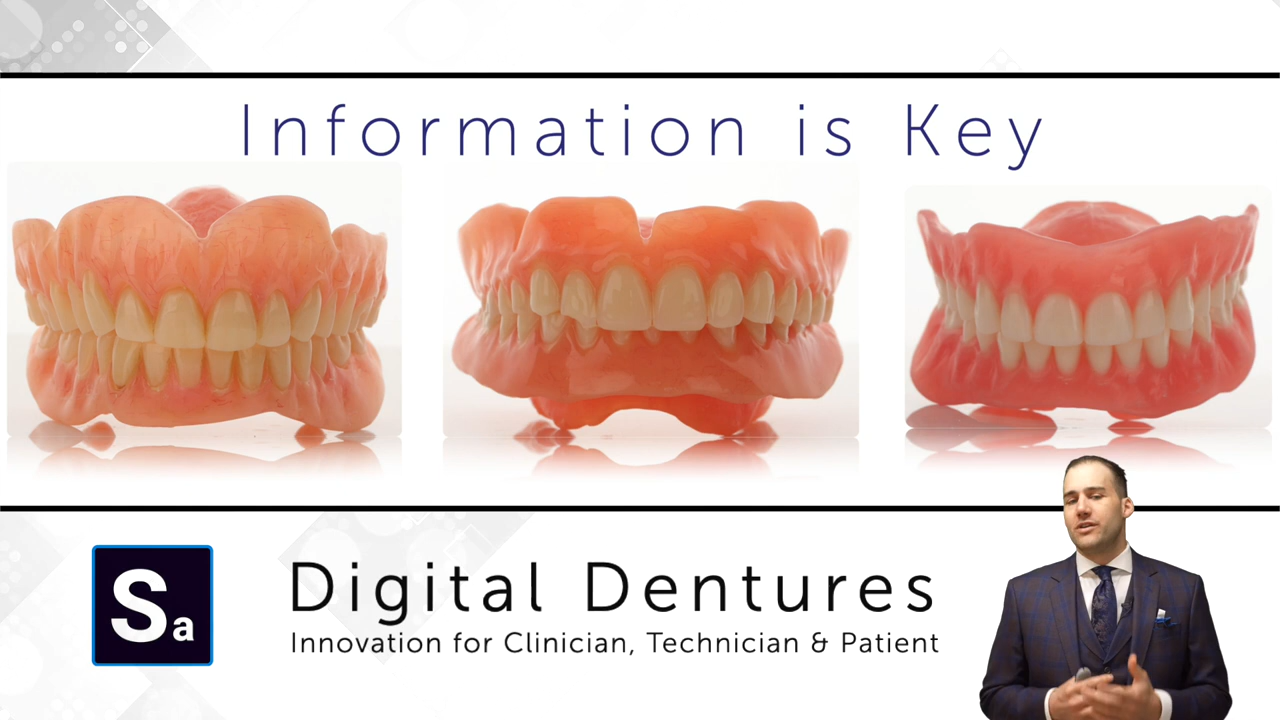 Information is Key
Sa
Digital Dentures
Innovation for Clinician, Technician & Patient